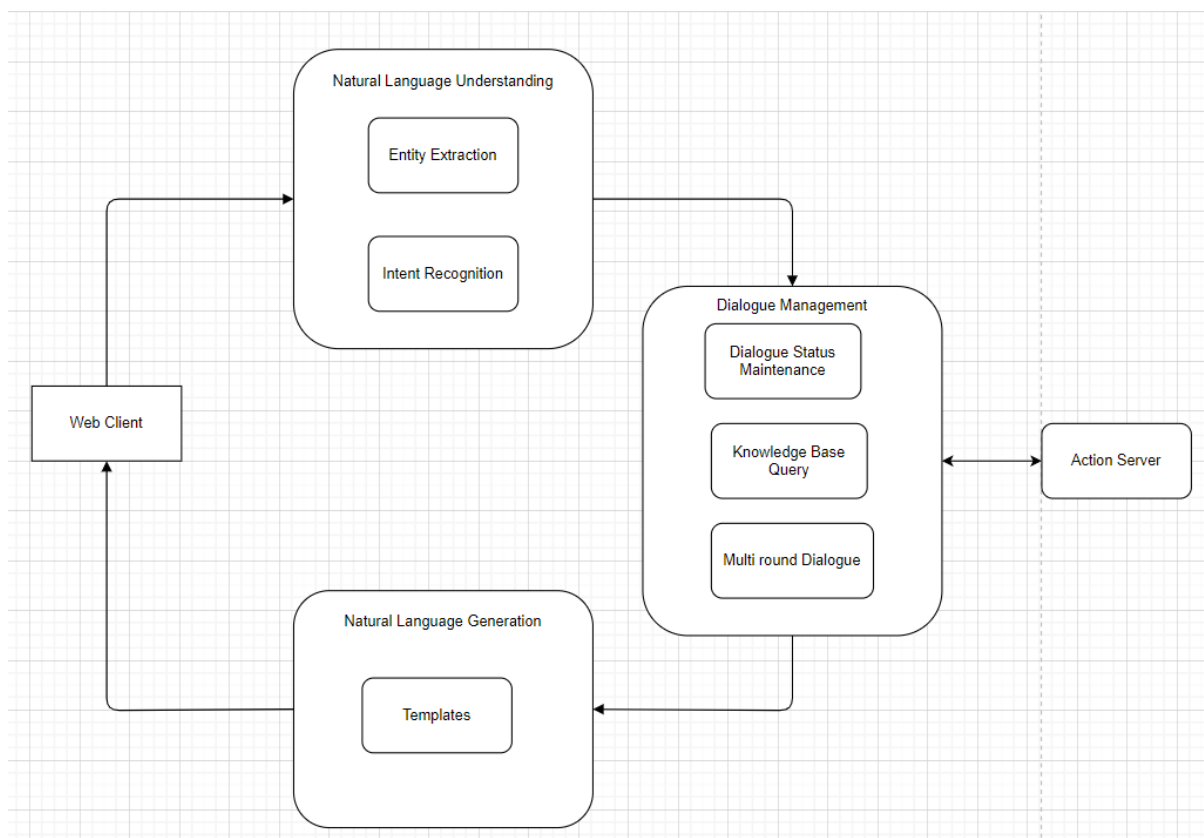 Natural Language Understanding
Entity Extraction
Intent Recognition
Dialogue Management
Dialogue Status
Maintenance
Web Client
Knowledge Base
Query
Action Server
Multi round Dialogue
Natural Language Generation
Templates